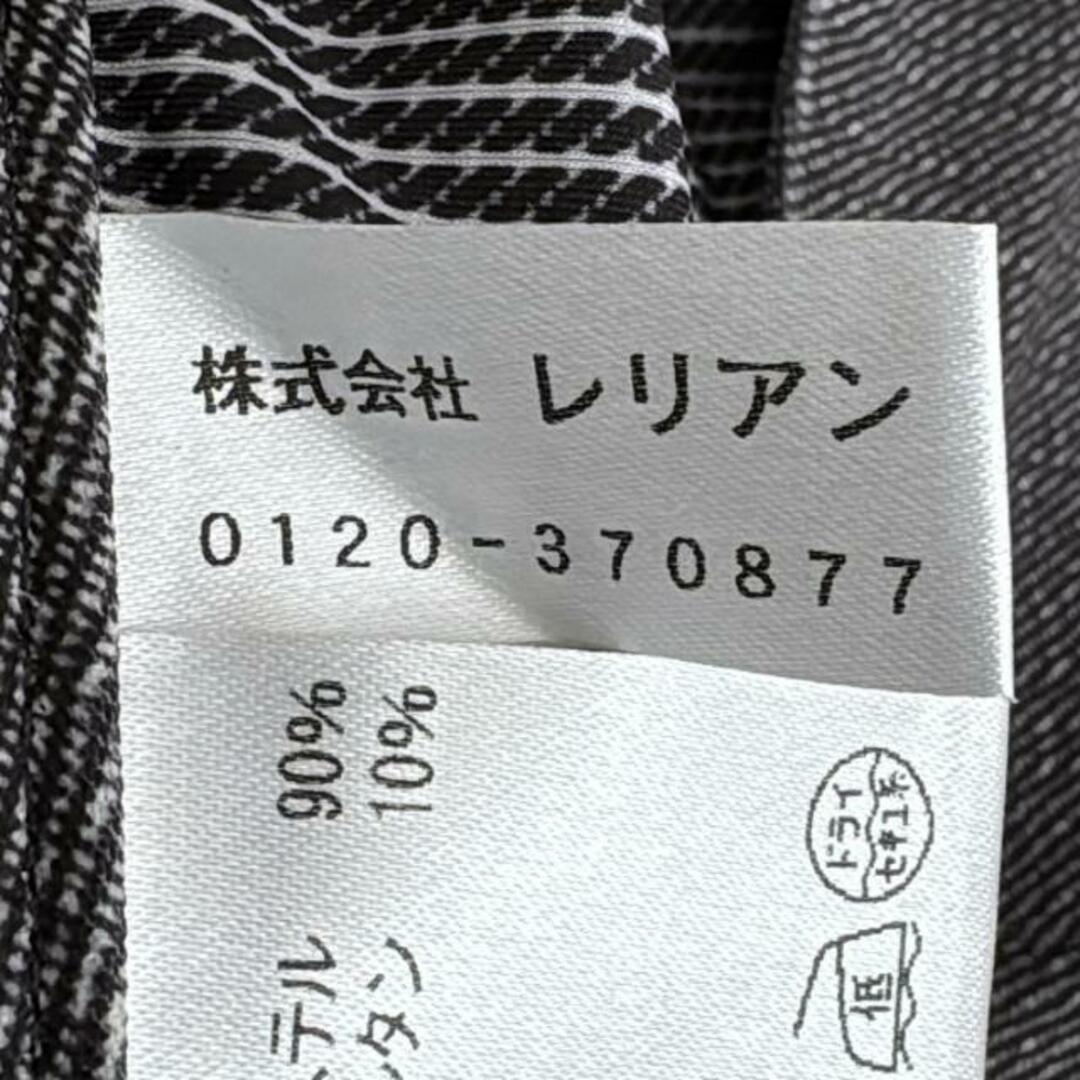 株式会社 レリアン
0120-370877
テル 90%
タン 10%
ドライ
セキユ系
低